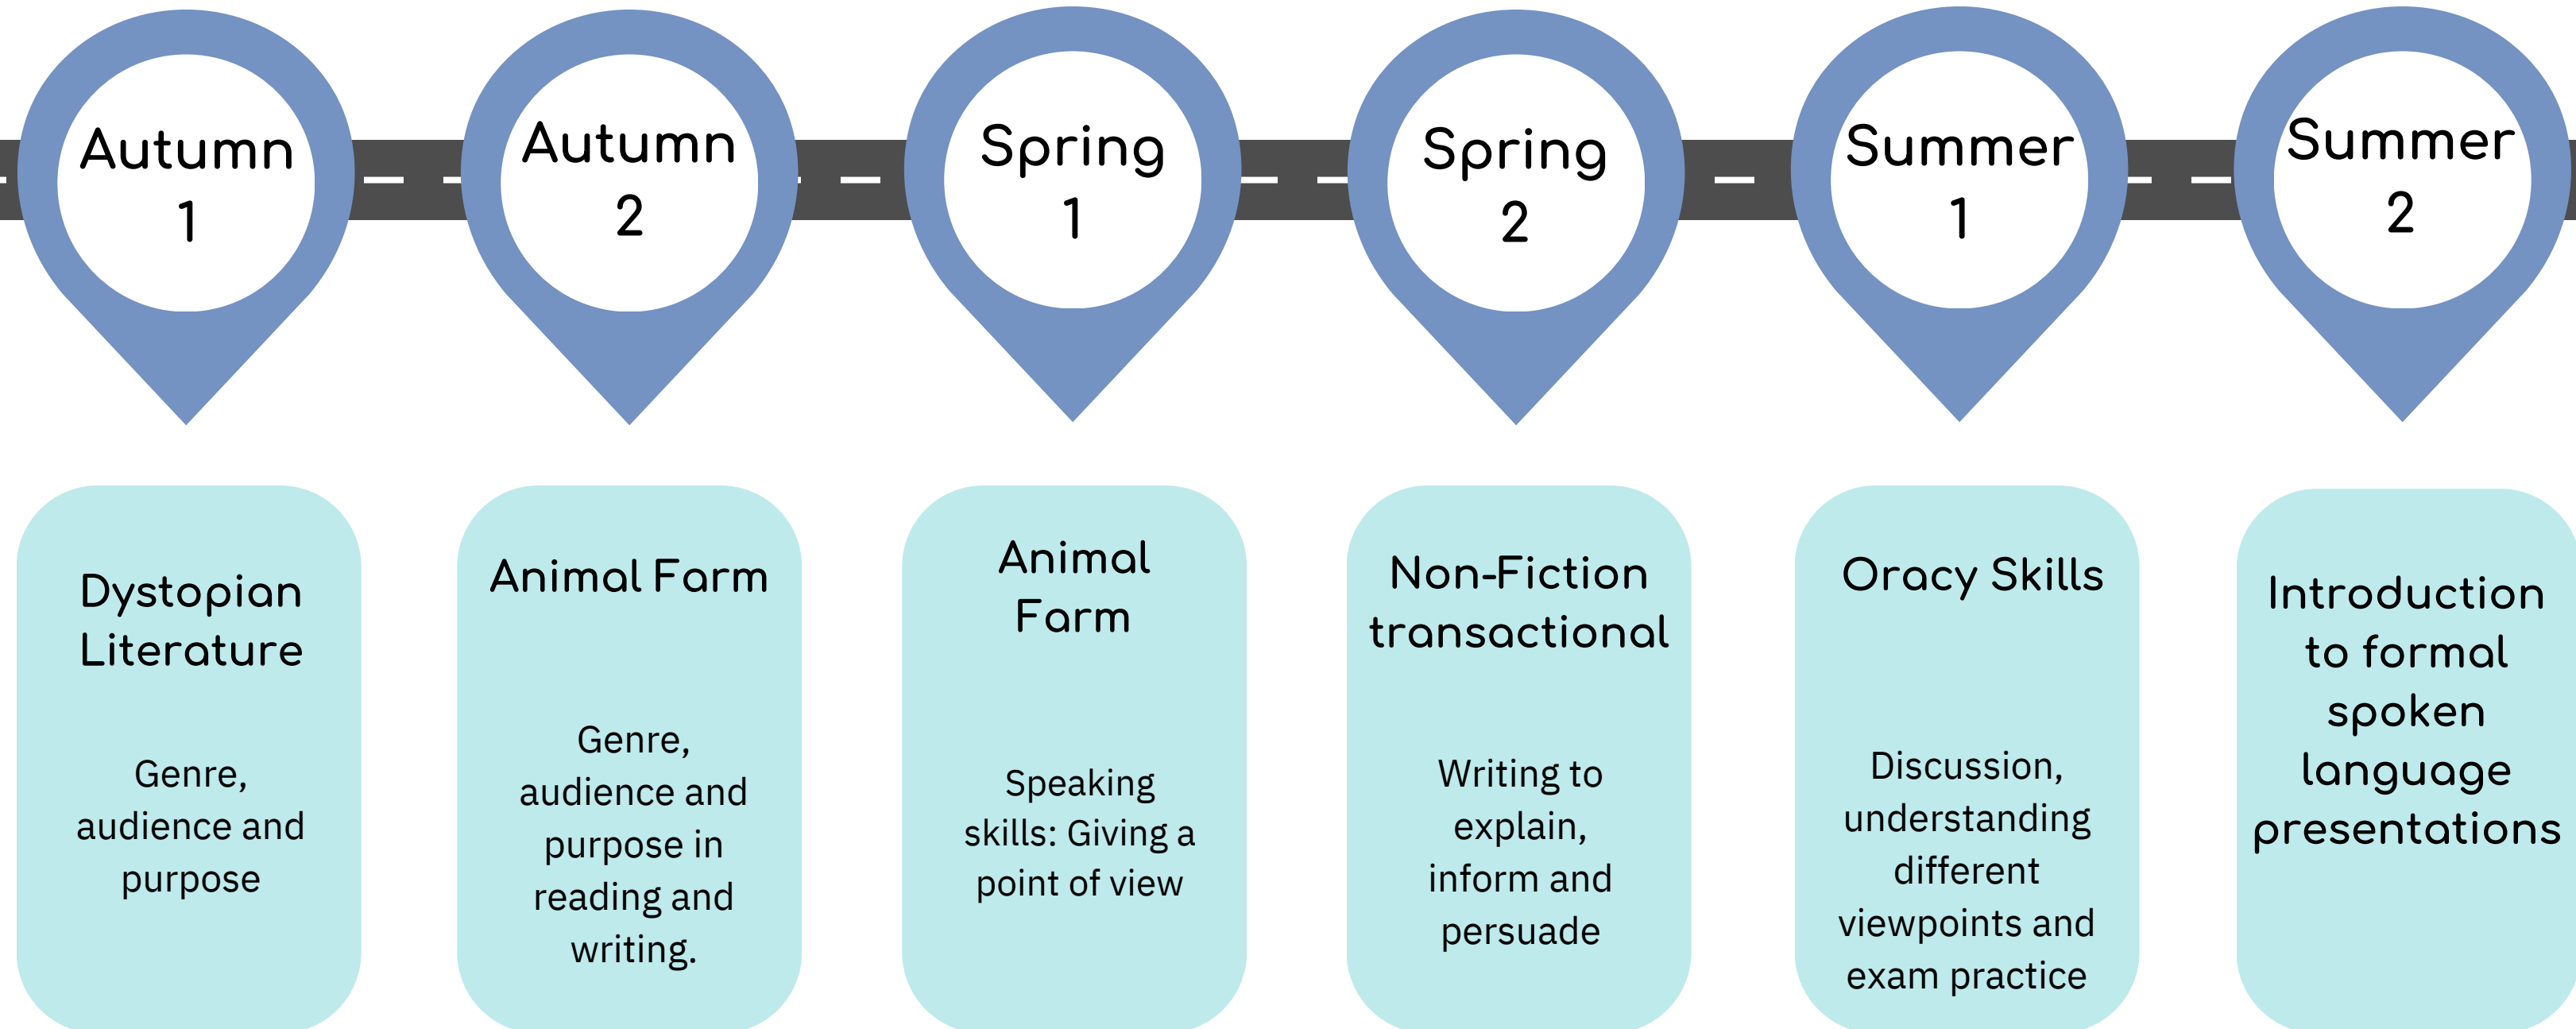 Autumn
1
Autumn
2
Spring
1
Spring
2
Summer
1
Summer
2
Dystopian
Literature
Genre,
audience and
purpose
Animal Farm
Genre,
audience and
purpose in
reading and
writing.
Animal
Farm
Speaking
skills: Giving a
point of view
Non-Fiction
transactional
Writing to
explain,
inform and
persuade
Oracy Skills
Discussion,
understanding
different
viewpoints and
exam practice
Introduction
to formal
spoken
language
presentations